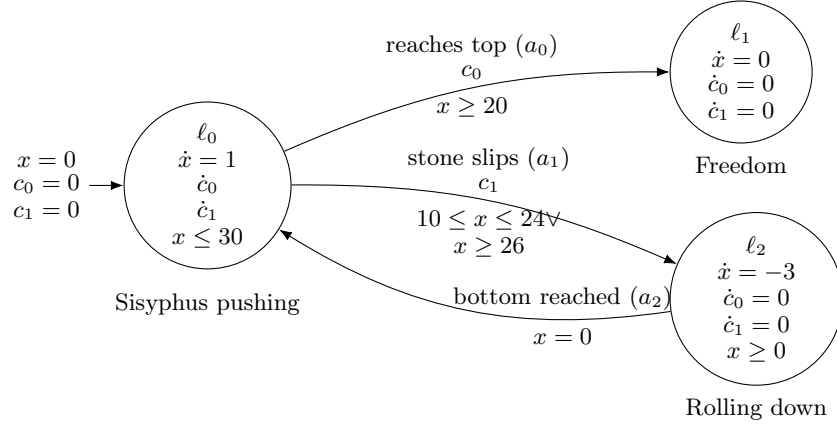 x = 0
c₀ = 0
c₁ = 0
ℓ₀
ẋ = 1
ċ₀
ċ₁
x ≤ 30
Sisyphus pushing
reaches top (a₀)
c₀
x ≥ 20
stone slips (a₁)
c₁
10 ≤ x ≤ 24∨
x ≥ 26
bottom reached (a₂)
x = 0
ℓ₁
ẋ = 0
ċ₀ = 0
ċ₁ = 0
Freedom
ℓ₂
ẋ = −3
ċ₀ = 0
ċ₁ = 0
x ≥ 0
Rolling down